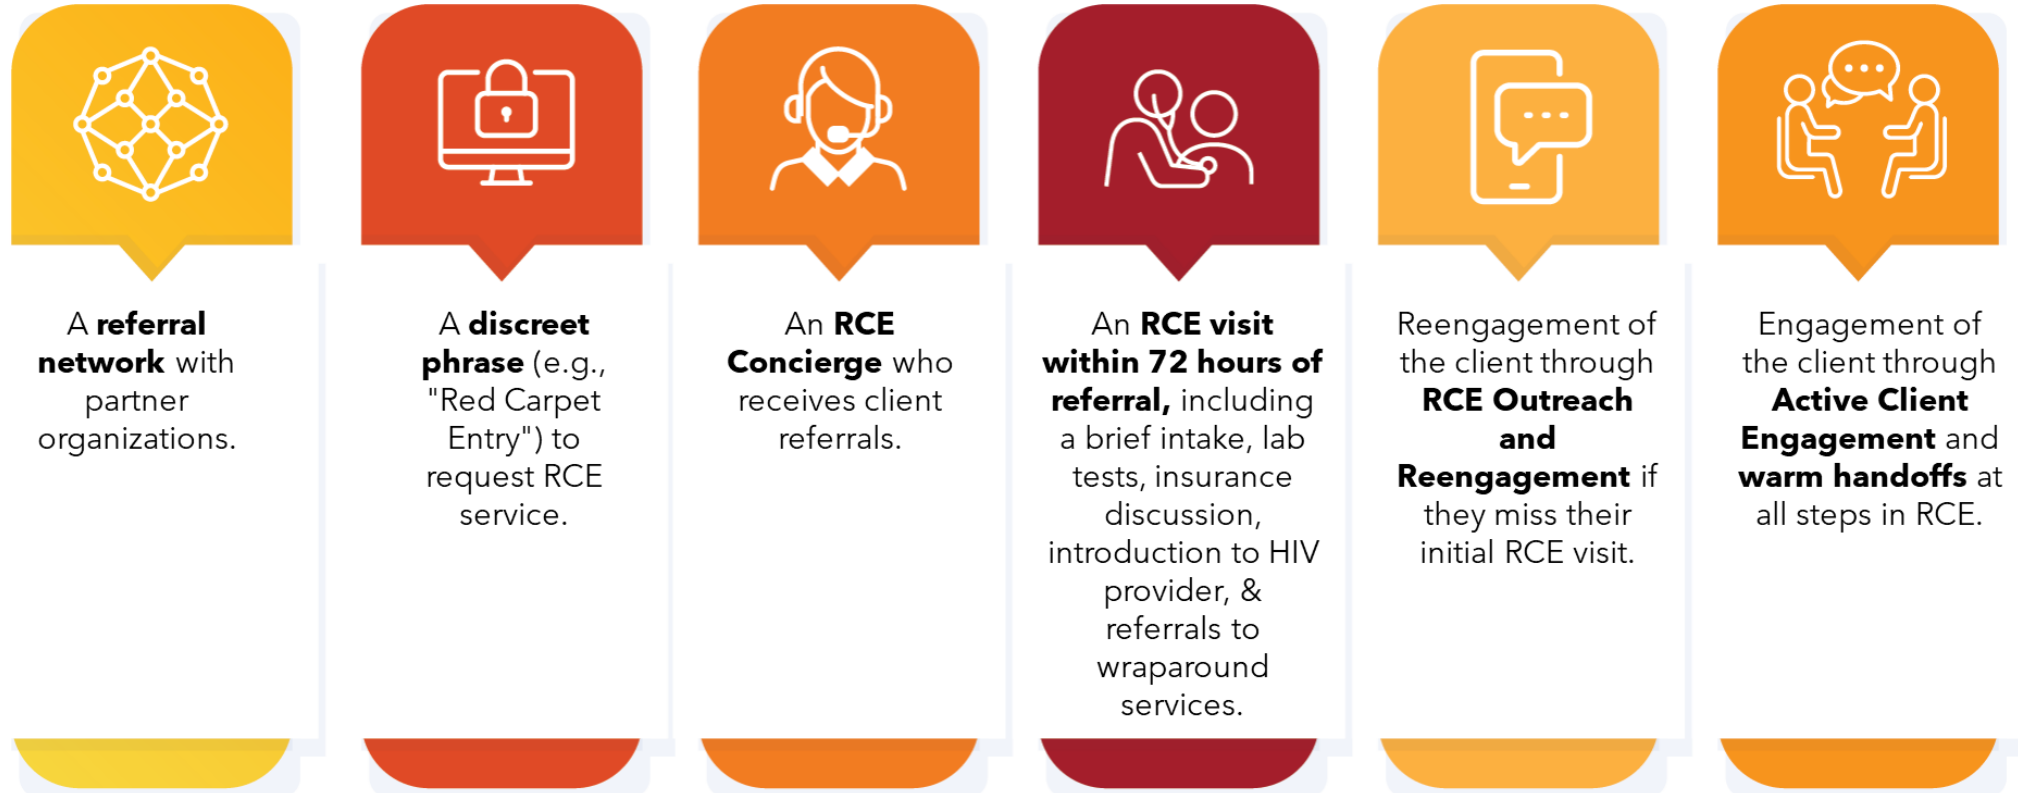 A referral
network with
partner
organizations.
A discreet
phrase (e.g.,
"Red Carpet
Entry") to
request RCE
service.
An RCE
Concierge who
receives client
referrals.
An RCE visit
within 72 hours of
referral, including
a brief intake, lab
tests, insurance
discussion,
introduction to HIV
provider, &
referrals to
wraparound
services.
Reengagement of
the client through
RCE Outreach
and
Reengagement if
they miss their
initial RCE visit.
Engagement of
the client through
Active Client
Engagement and
warm handoffs at
all steps in RCE.